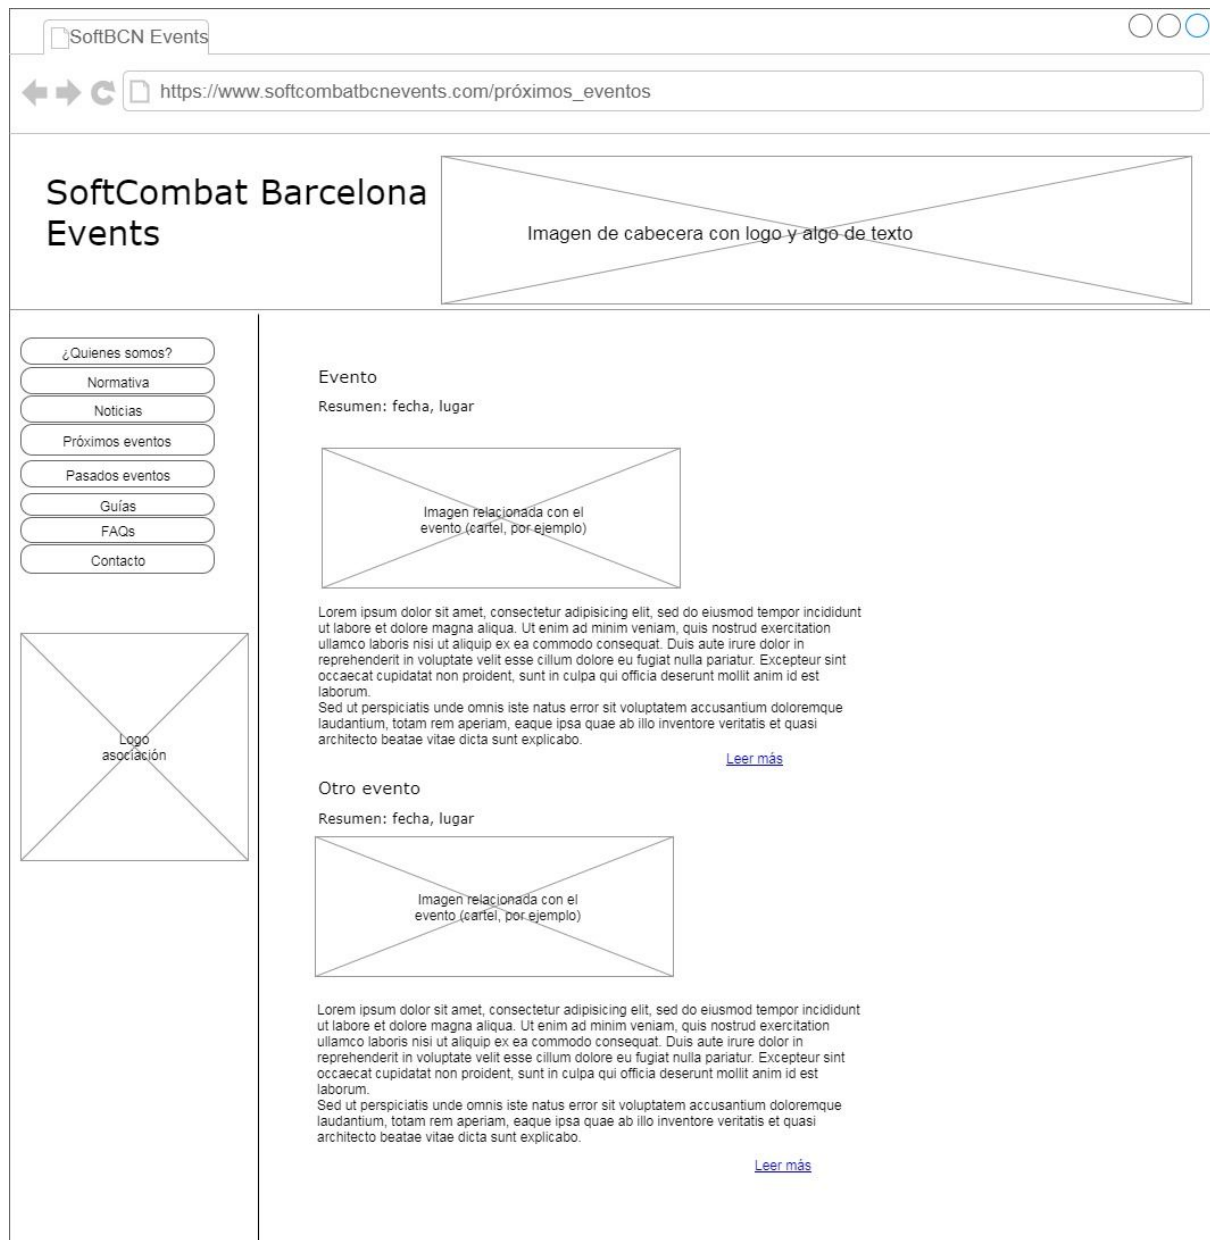 SoftBCN Events
https://www.softcombatbcnevents.com/próximos_eventos
SoftCombat Barcelona
Events
Imagen de cabecera con logo y algo de texto
¿Quienes somos?
Normativa
Noticias
Próximos eventos
Pasados eventos
Guías
FAQs
Contacto
Logo
asociación
Evento
Resumen: fecha, lugar
Imagen relacionada con el
evento (cartel, por ejemplo)
Lorem ipsum dolor sit amet, consectetur adipisicing elit, sed do eiusmod tempor incididunt
ut labore et dolore magna aliqua. Ut enim ad minim veniam, quis nostrud exercitation
ullamco laboris nisi ut aliquip ex ea commodo consequat. Duis aute irure dolor in
reprehenderit in voluptate velit esse cillum dolore eu fugiat nulla pariatur. Excepteur sint
occaecat cupidatat non proident, sunt in culpa qui officia deserunt mollit anim id est
laborum.
Sed ut perspiciatis unde omnis iste natus error sit voluptatem accusantium doloremque
laudantium, totam rem aperiam, eaque ipsa quae ab illo inventore veritatis et quasi
architecto beatae vitae dicta sunt explicabo.
Leer más
Otro evento
Resumen: fecha, lugar
Imagen relacionada con el
evento (cartel, por ejemplo)
Lorem ipsum dolor sit amet, consectetur adipisicing elit, sed do eiusmod tempor incididunt
ut labore et dolore magna aliqua. Ut enim ad minim veniam, quis nostrud exercitation
ullamco laboris nisi ut aliquip ex ea commodo consequat. Duis aute irure dolor in
reprehenderit in voluptate velit esse cillum dolore eu fugiat nulla pariatur. Excepteur sint
occaecat cupidatat non proident, sunt in culpa qui officia deserunt mollit anim id est
laborum.
Sed ut perspiciatis unde omnis iste natus error sit voluptatem accusantium doloremque
laudantium, totam rem aperiam, eaque ipsa quae ab illo inventore veritatis et quasi
architecto beatae vitae dicta sunt explicabo.
Leer más